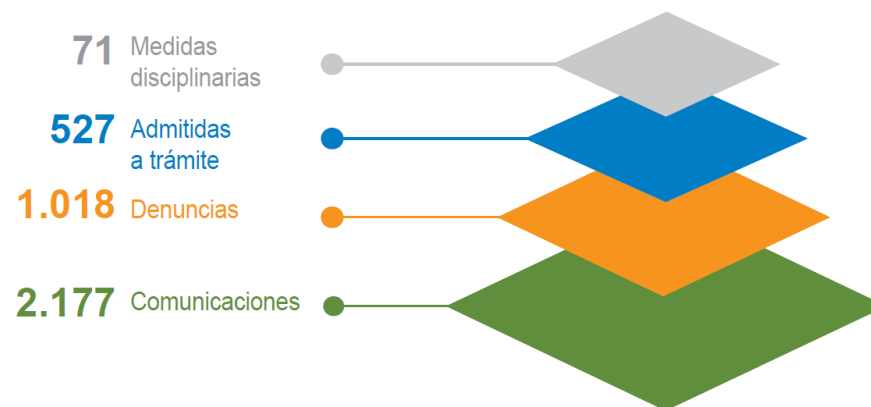 71 Medidas
disciplinarias
527 Admitidas
a trámite
1.018 Denuncias
2.177 Comunicaciones